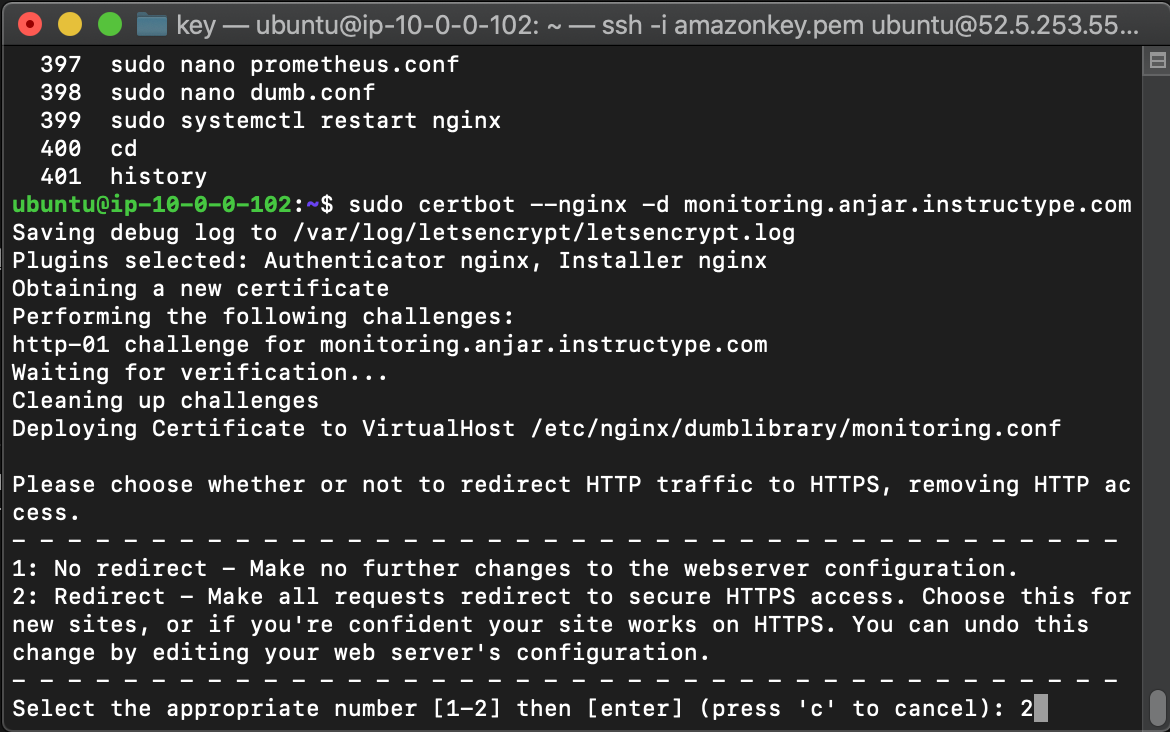 key — ubuntu@ip-10-0-0-102: ~ — ssh -i amazonkey.pem ubuntu@52.5.253.55...
397 sudo nano prometheus.conf
398 sudo nano dumb.conf
399 sudo systemctl restart nginx
400 cd
401 history
ubuntu@ip-10-0-0-102:~$ sudo certbot --nginx -d monitoring.anjar.instructype.com
Saving debug log to /var/log/letsencrypt/letsencrypt.log
Plugins selected: Authenticator nginx, Installer nginx
Obtaining a new certificate
Performing the following challenges:
http-01 challenge for monitoring.anjar.instructype.com
Waiting for verification...
Cleaning up challenges
Deploying Certificate to VirtualHost /etc/nginx/dumblibrary/monitoring.conf
Please choose whether or not to redirect HTTP traffic to HTTPS, removing HTTP ac
cess.
- - - - - - - - - - - - - - - - - - - - - - - - - - - - - - - - - - - - - - - -
1: No redirect - Make no further changes to the webserver configuration.
2: Redirect - Make all requests redirect to secure HTTPS access. Choose this for
new sites, or if you're confident your site works on HTTPS. You can undo this
change by editing your web server's configuration.
- - - - - - - - - - - - - - - - - - - - - - - - - - - - - - - - - - - - - - - -
Select the appropriate number [1-2] then [enter] (press 'c' to cancel): 2